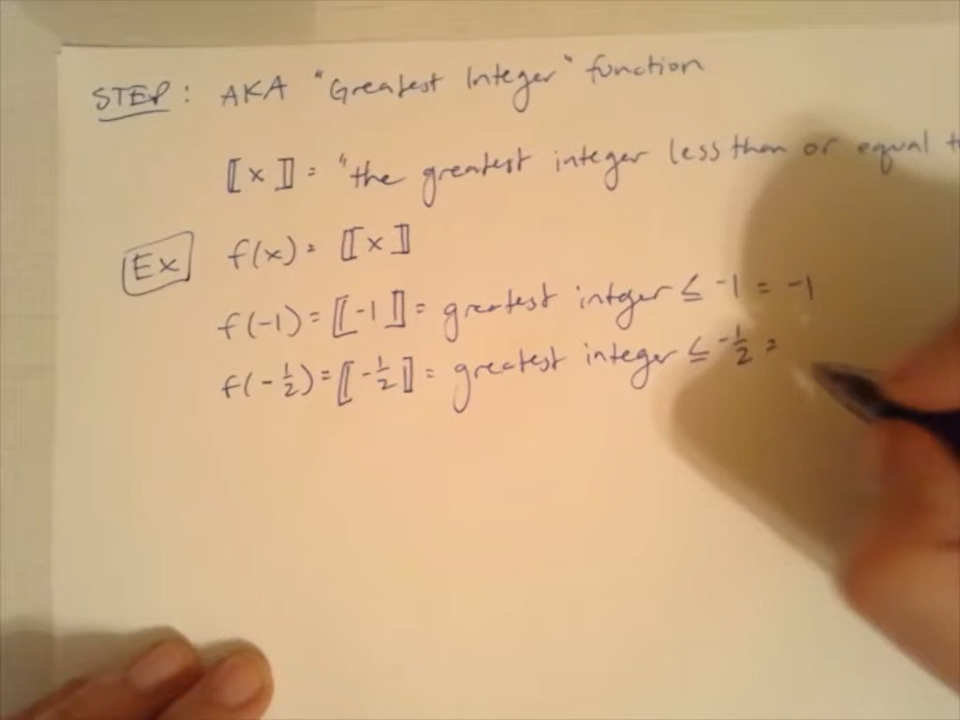 STEP: AKA "Greatest Integer" function
⟦x⟧ = "the greatest integer less than or equal
Ex f(x) = ⟦x⟧
f(-1) = ⟦-1⟧ = greatest integer ≤ -1 = -1
f(-1/2) = ⟦-1/2⟧ = greatest integer ≤ -1/2 =